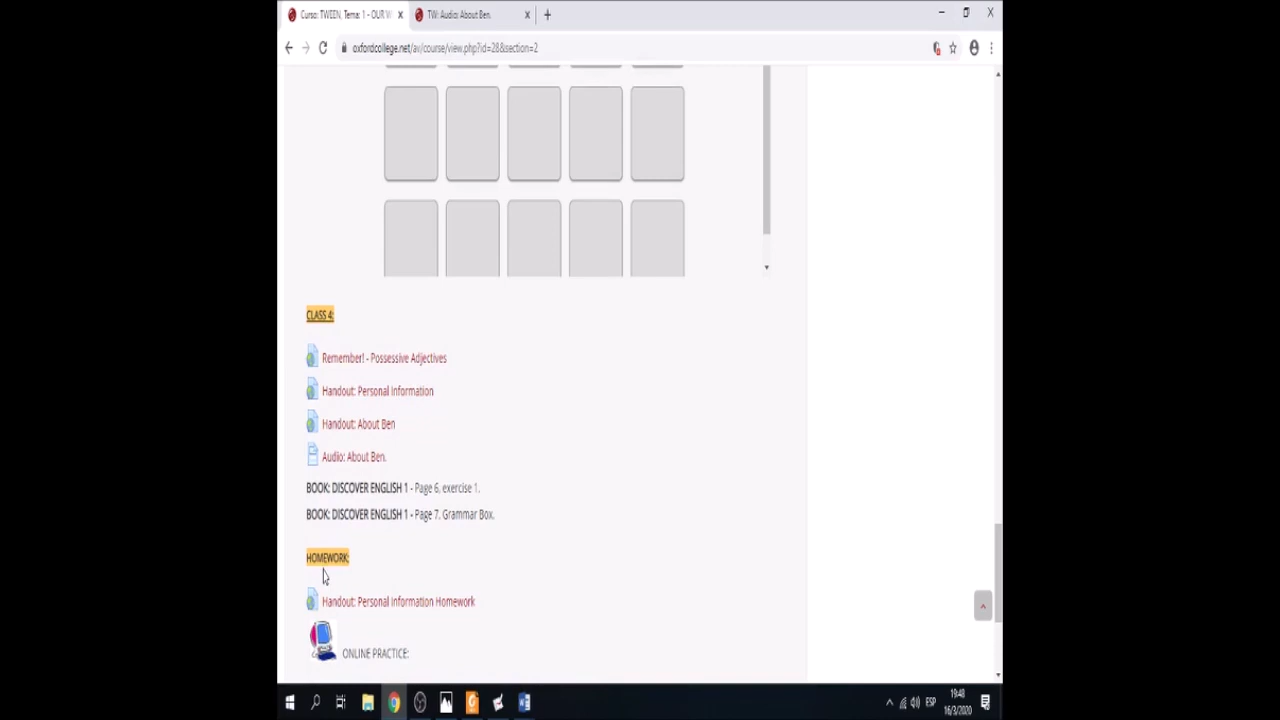 Curso: TWEEN, Tema: 1 - OUR W
TW: Audio: About Ben.
oxfordcollege.net/av/course/view.php?id=28&section=2
CLASS 4:
Remember! - Possessive Adjectives
Handout: Personal Information
Handout: About Ben
Audio: About Ben.
BOOK: DISCOVER ENGLISH 1 - Page 6, exercise 1.
BOOK: DISCOVER ENGLISH 1 - Page 7. Grammar Box.
HOMEWORK:
Handout: Personal Information Homework
ONLINE PRACTICE:
ESP
19:48
16/3/2020